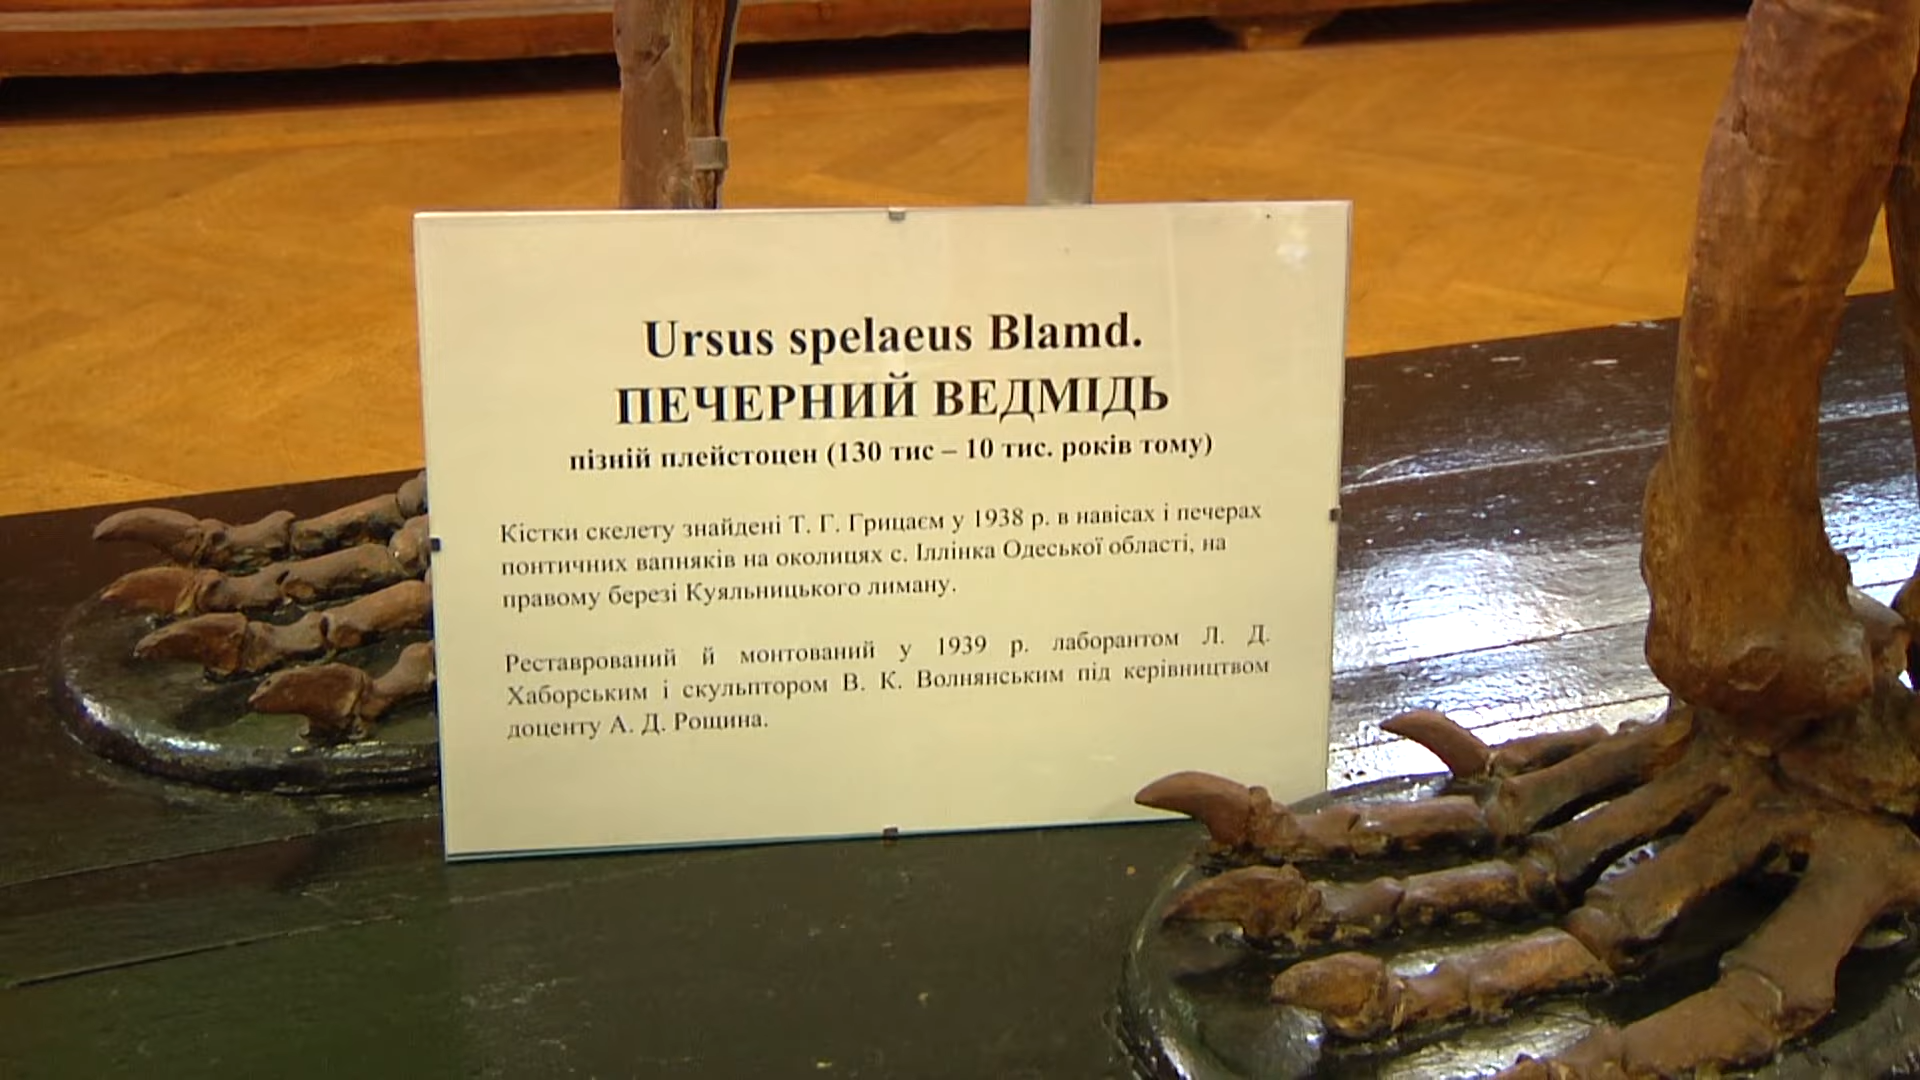 Ursus spelaeus Blamd.
ПЕЧЕРНИЙ ВЕДМІДЬ
пізній плейстоцен (130 тис – 10 тис. років тому)
Кістки скелету знайдені Т. Г. Грицаєм у 1938 р. в навісах і печерах
понтичних вапняків на околицях с. Іллінка Одеської області, на
правому березі Куяльницького лиману.
Реставрований й монтований у 1939 р. лаборантом Л. Д.
Хаборським і скульптором В. К. Волнянським під керівництвом
доценту А. Д. Рощина.